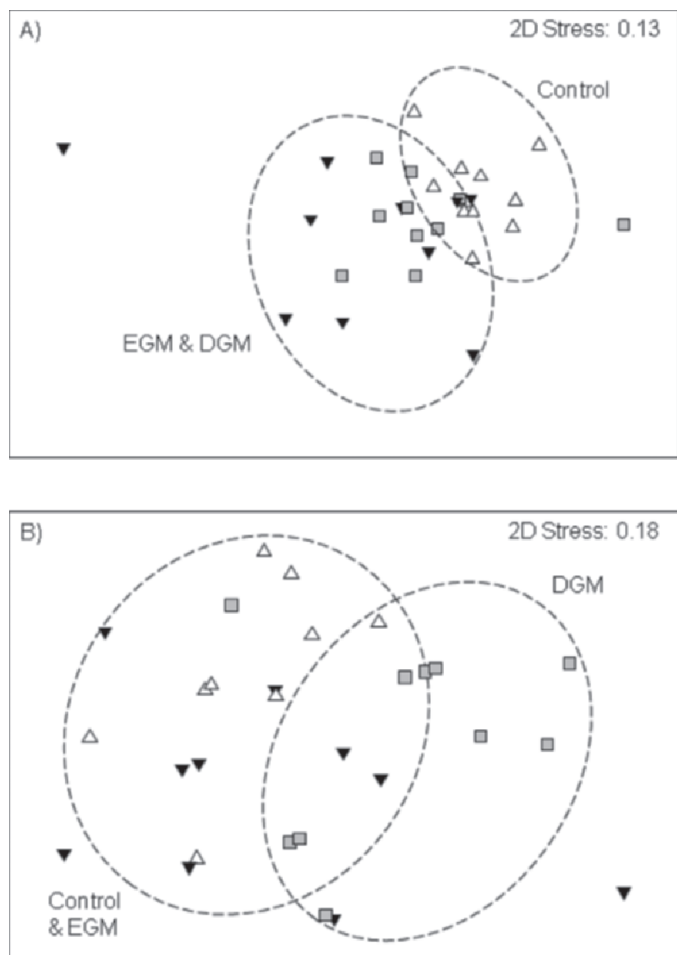 A)
2D Stress: 0.13
Control
EGM & DGM
B)
2D Stress: 0.18
DGM
Control
& EGM